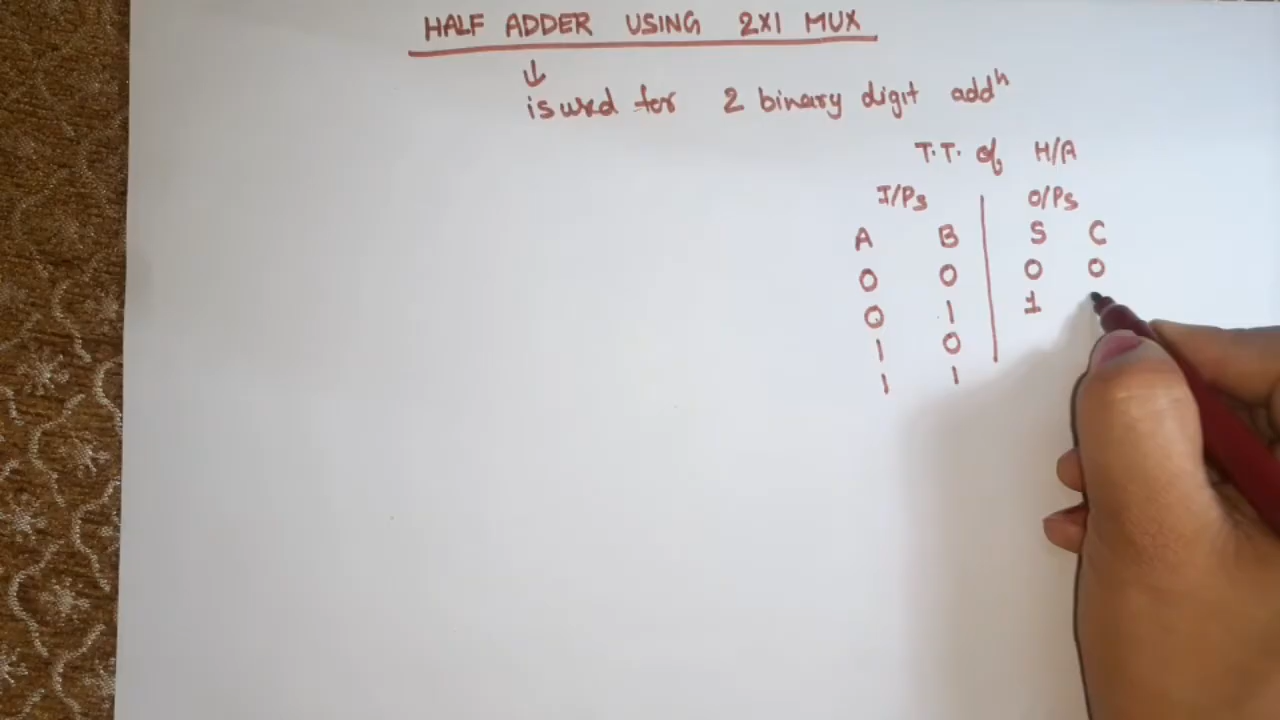 HALF ADDER USING 2X1 MUX
↓
is used for 2 binary digit addⁿ
T.T. of H/A
I/Ps O/Ps
A B S C
0 0 0 0
0 1 1
1 0
1 1